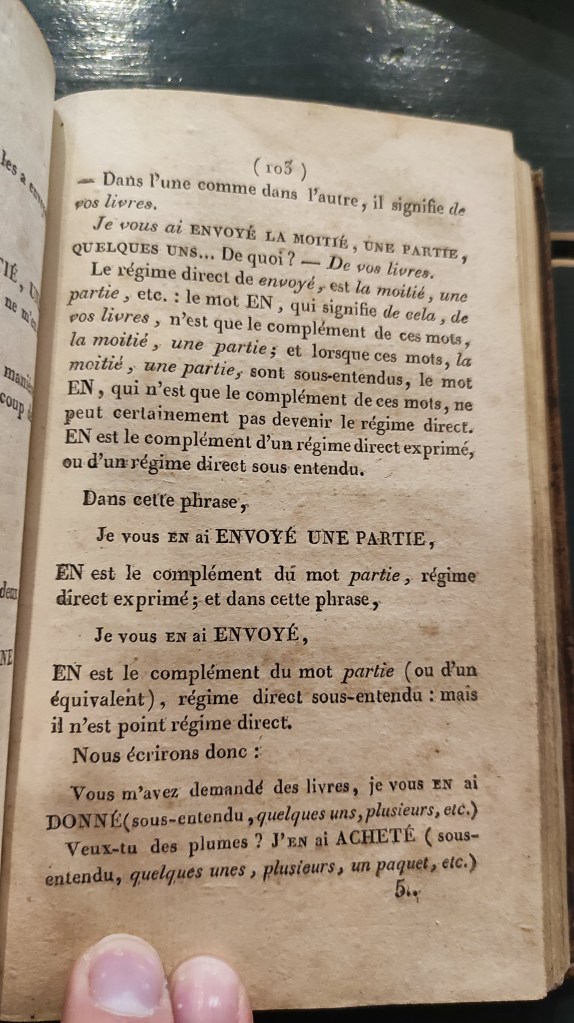 ( 103 )
— Dans l'une comme dans l'autre, il signifie de
vos livres.
Je vous ai ENVOYÉ LA MOITIÉ, UNE PARTIE,
QUELQUES UNS... De quoi ? — De vos livres.
Le régime direct de envoyé, est la moitié, une
partie, etc. : le mot EN, qui signifie de cela, de
vos livres, n'est que le complément de ces mots,
la moitié, une partie; et lorsque ces mots, la
moitié, une partie, sont sous-entendus, le mot
EN, qui n'est que le complément de ces mots, ne
peut certainement pas devenir le régime direct.
EN est le complément d'un régime direct exprimé,
ou d'un régime direct sous entendu.
Dans cette phrase,
Je vous EN ai ENVOYÉ UNE PARTIE,
EN est le complément du mot partie, régime
direct exprimé; et dans cette phrase,
Je vous EN ai ENVOYÉ,
EN est le complément du mot partie (ou d'un
équivalent), régime direct sous-entendu : mais
il n'est point régime direct.
Nous écrirons donc :
Vous m'avez demandé des livres, je vous EN ai
DONNÉ (sous-entendu, quelques uns, plusieurs, etc.)
Veux-tu des plumes ? J'EN ai ACHETÉ ( sous-
entendu, quelques unes, plusieurs, un paquet, etc.)
5..